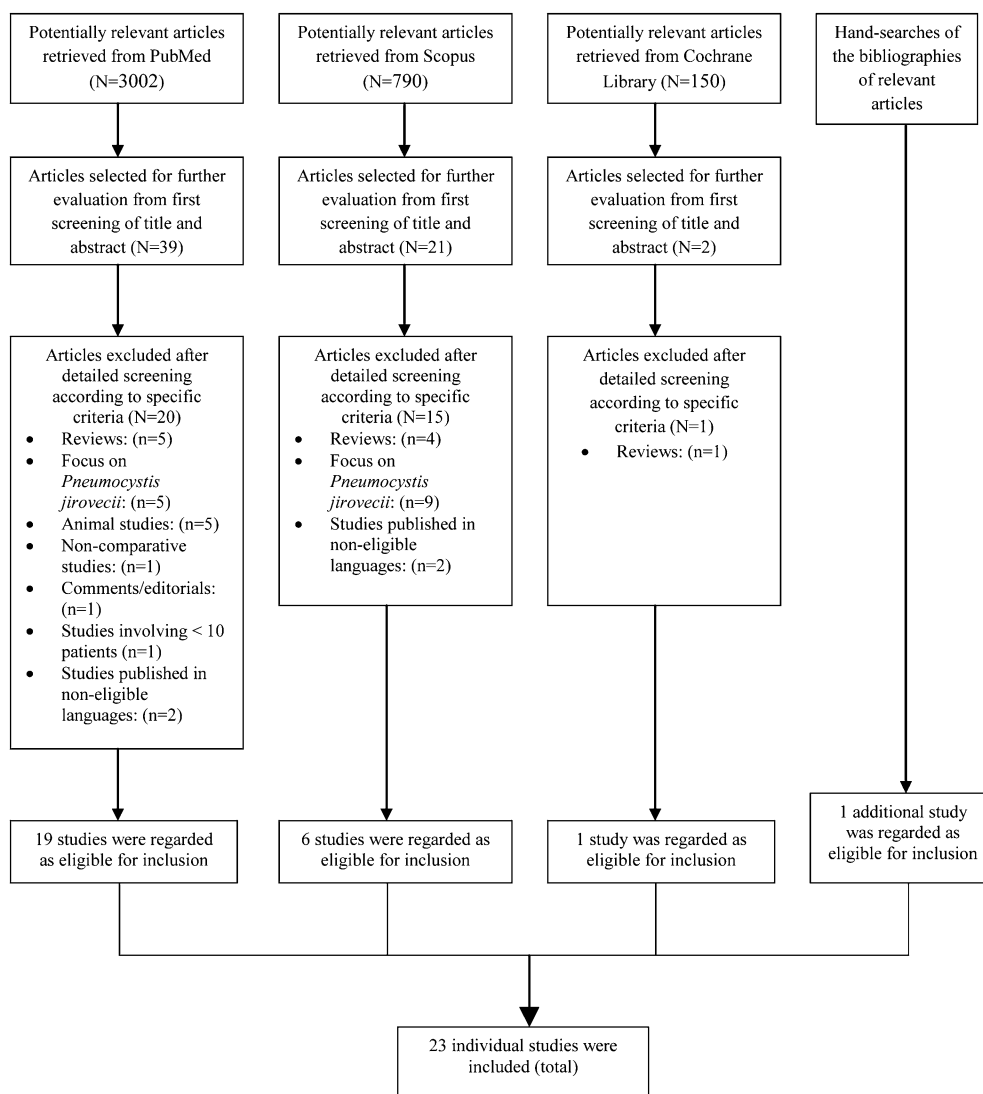 Potentially relevant articles
retrieved from PubMed
(N=3002)
Potentially relevant articles
retrieved from Scopus
(N=790)
Potentially relevant articles
retrieved from Cochrane
Library (N=150)
Hand-searches of
the bibliographies
of relevant
articles
Articles selected for further
evaluation from first
screening of title and
abstract (N=39)
Articles selected for further
evaluation from first
screening of title and
abstract (N=21)
Articles selected for further
evaluation from first
screening of title and
abstract (N=2)
Articles excluded after
detailed screening
according to specific
criteria (N=20)
• Reviews: (n=5)
• Focus on
Pneumocystis
jirovecii: (n=5)
• Animal studies: (n=5)
• Non-comparative
studies: (n=1)
• Comments/editorials:
(n=1)
• Studies involving < 10
patients (n=1)
• Studies published in
non-eligible
languages: (n=2)
Articles excluded after
detailed screening
according to specific
criteria (N=15)
• Reviews: (n=4)
• Focus on
Pneumocystis
jirovecii: (n=9)
• Studies published in
non-eligible
languages: (n=2)
Articles excluded after
detailed screening
according to specific
criteria (N=1)
• Reviews: (n=1)
19 studies were regarded
as eligible for inclusion
6 studies were regarded as
eligible for inclusion
1 study was regarded as
eligible for inclusion
1 additional study
was regarded as
eligible for inclusion
23 individual studies were
included (total)